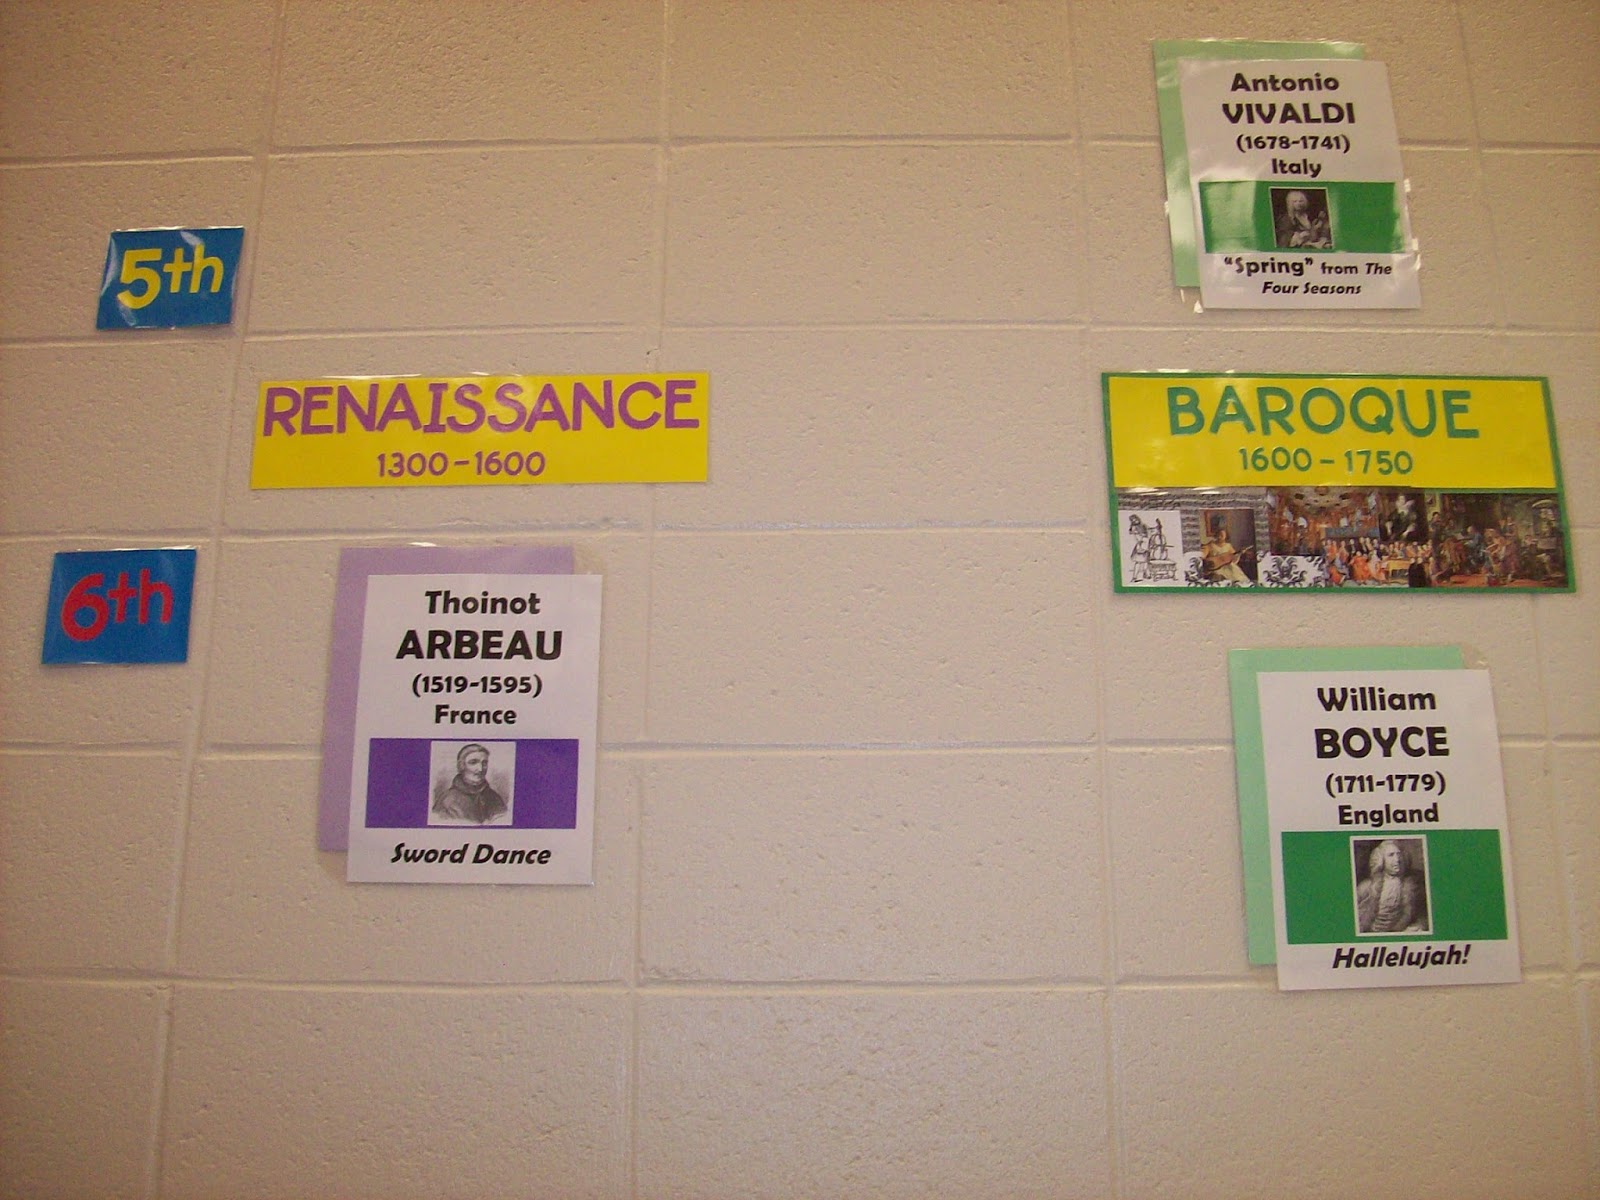 5th
Antonio
VIVALDI
(1678-1741)
Italy
"Spring" from The
Four Seasons
RENAISSANCE
1300-1600
BAROQUE
1600-1750
6th
Thoinot
ARBEAU
(1519-1595)
France
Sword Dance
William
BOYCE
(1711-1779)
England
Hallelujah!